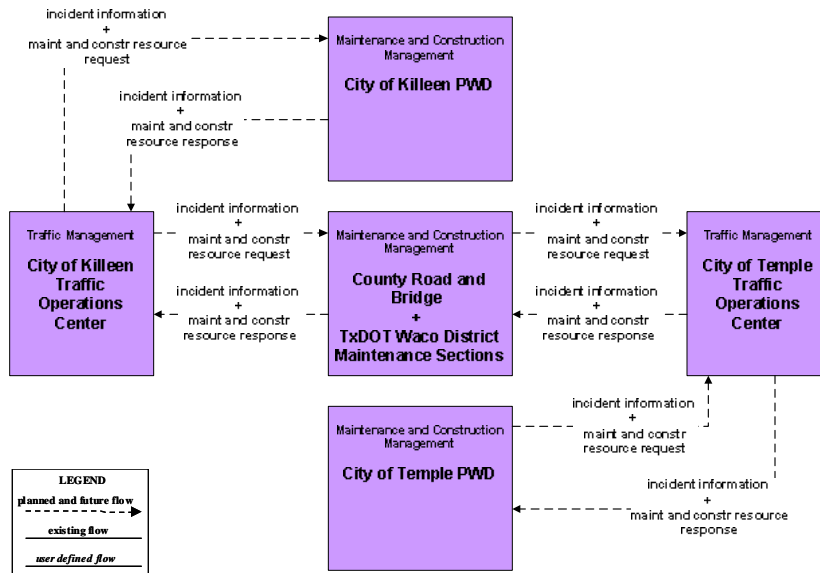 incident information
+
maint and constr resource
request
Maintenance and Construction
Management
City of Killeen PWD
incident information
+
maint and constr
resource response
Traffic Management
City of Killeen
Traffic
Operations
Center
incident information
+
maint and constr
resource request
incident information
+
maint and constr
resource response
Maintenance and Construction
Management
County Road and
Bridge
+
TxDOT Waco District
Maintenance Sections
incident information
+
maint and constr
resource request
incident information
+
maint and constr
resource response
Traffic Management
City of Temple
Traffic
Operations
Center
Maintenance and Construction
Management
City of Temple PWD
incident information
+
maint and constr
resource request
incident information
+
maint and constr resource
response
LEGEND
planned and future flow
existing flow
user defined flow